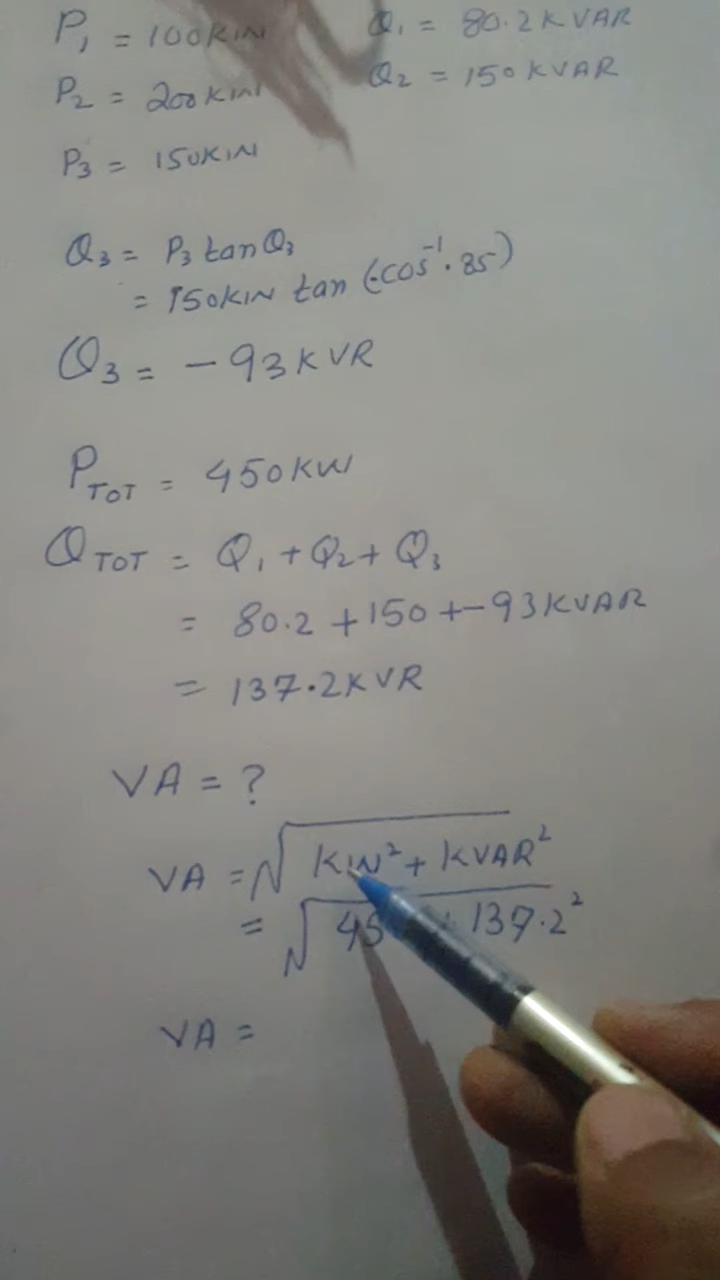 P1 = 100KW Q1 = 80.2KVAR
P2 = 200KW Q2 = 150KVAR
P3 = 150KW
Q3 = P3 tanQ3
= 150KW tan (-cos⁻¹.85)
Q3 = -93KVR
PTOT = 450KW
QTOT = Q1 + Q2 + Q3
= 80.2 + 150 + -93KVAR
= 137.2KVR
VA = ?
VA = √KW² + KVAR²
= √45 + 137.2²
VA =